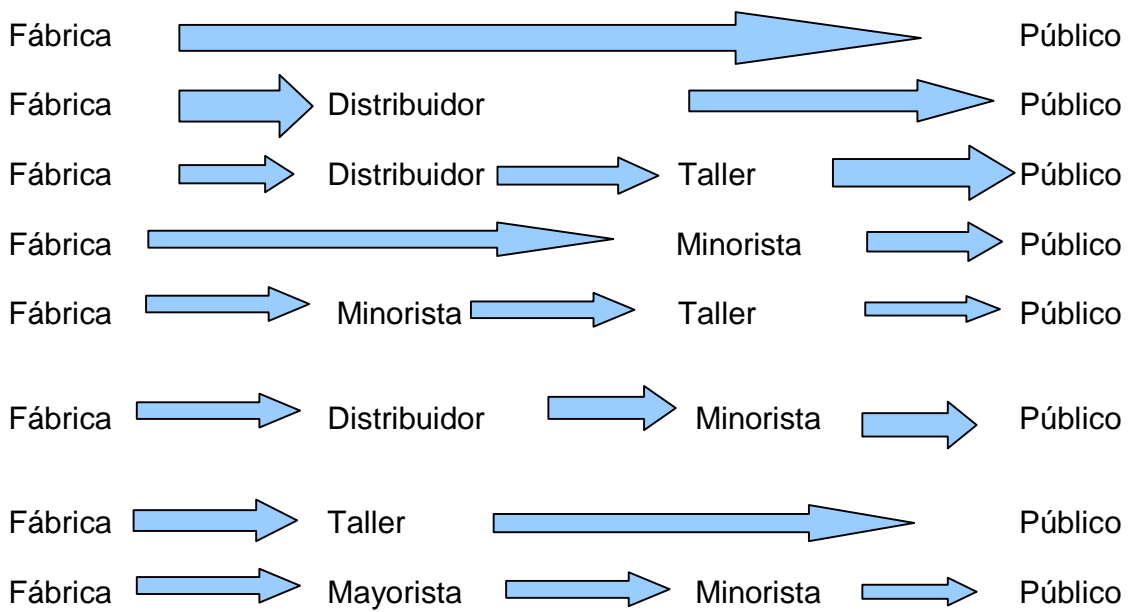 Fábrica Público
Fábrica Distribuidor Público
Fábrica Distribuidor Taller Público
Fábrica Minorista Público
Fábrica Minorista Taller Público
Fábrica Distribuidor Minorista Público
Fábrica Taller Público
Fábrica Mayorista Minorista Público